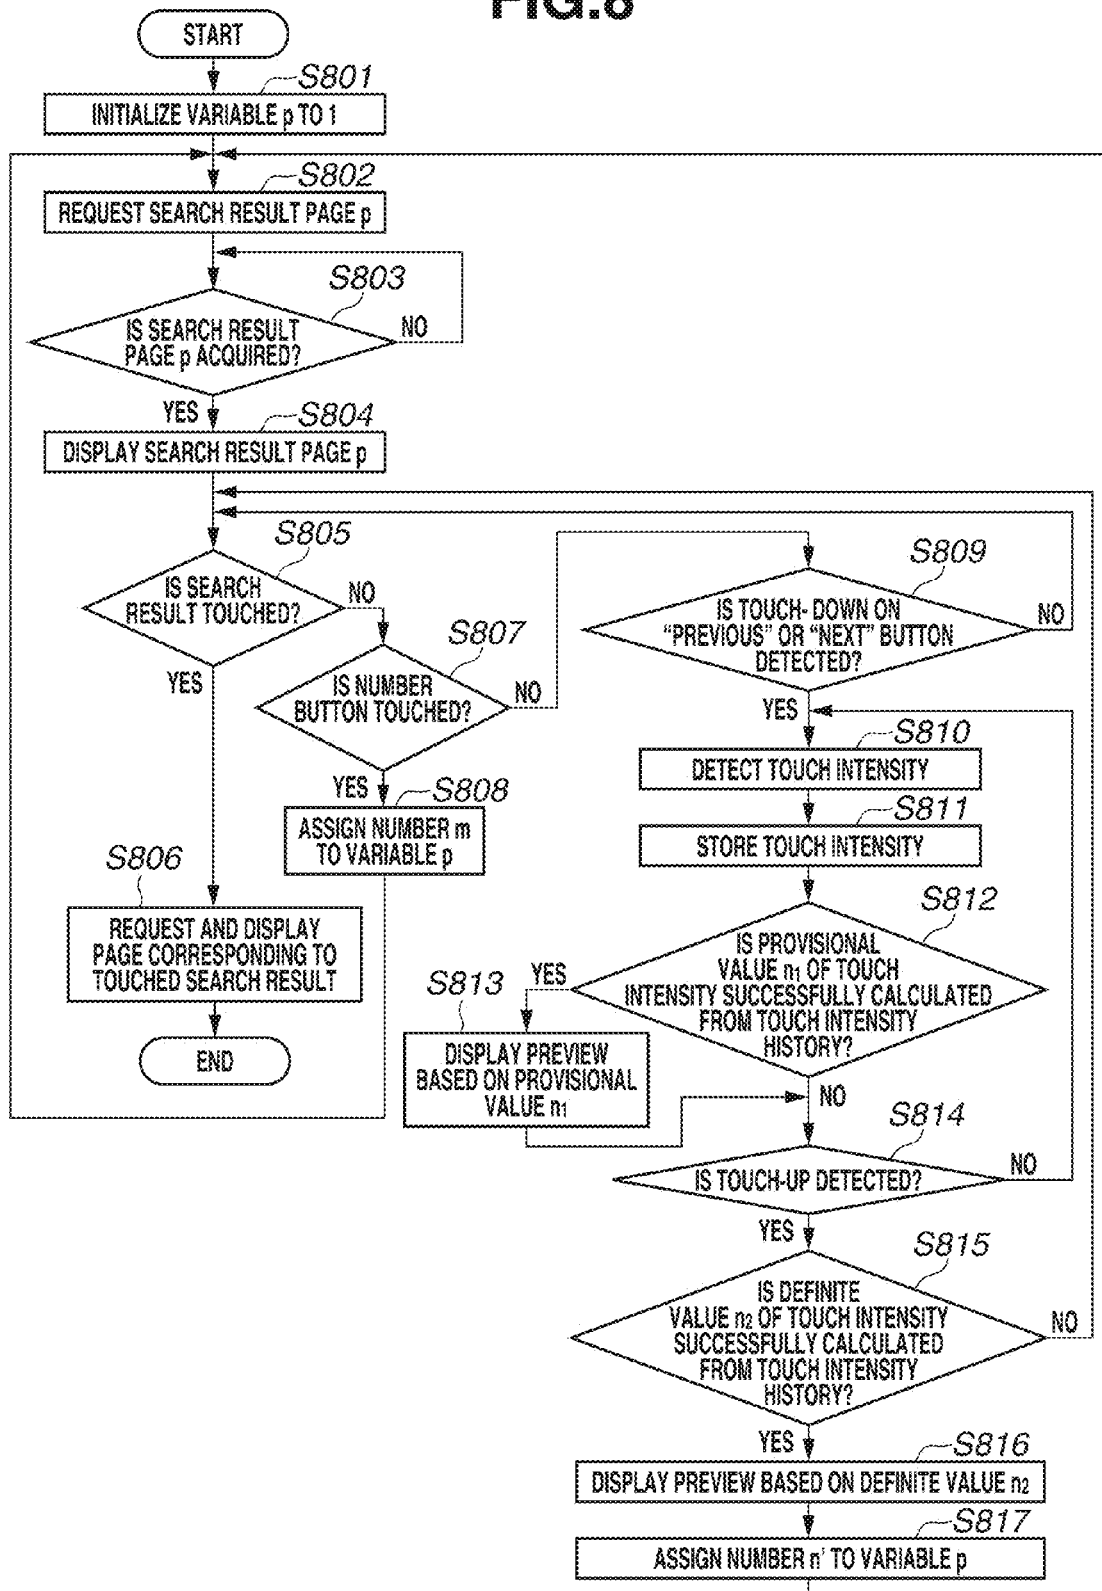 FIG.8
START
S801
INITIALIZE VARIABLE p TO 1
S802
REQUEST SEARCH RESULT PAGE p
S803
IS SEARCH RESULT
PAGE p ACQUIRED?
NO
YES
S804
DISPLAY SEARCH RESULT PAGE p
S805
IS SEARCH
RESULT TOUCHED?
NO
YES
S807
IS NUMBER
BUTTON TOUCHED?
NO
YES
S808
ASSIGN NUMBER m
TO VARIABLE p
S806
REQUEST AND DISPLAY
PAGE CORRESPONDING TO
TOUCHED SEARCH RESULT
END
S809
IS TOUCH- DOWN ON
“PREVIOUS” OR “NEXT” BUTTON
DETECTED?
NO
YES
S810
DETECT TOUCH INTENSITY
S811
STORE TOUCH INTENSITY
S812
IS PROVISIONAL
VALUE n1 OF TOUCH
INTENSITY SUCCESSFULLY CALCULATED
FROM TOUCH INTENSITY
HISTORY?
YES
S813
DISPLAY PREVIEW
BASED ON PROVISIONAL
VALUE n1
NO
S814
IS TOUCH-UP DETECTED?
NO
YES
S815
IS DEFINITE
VALUE n2 OF TOUCH INTENSITY
SUCCESSFULLY CALCULATED
FROM TOUCH INTENSITY
HISTORY?
NO
YES
S816
DISPLAY PREVIEW BASED ON DEFINITE VALUE n2
S817
ASSIGN NUMBER n' TO VARIABLE p